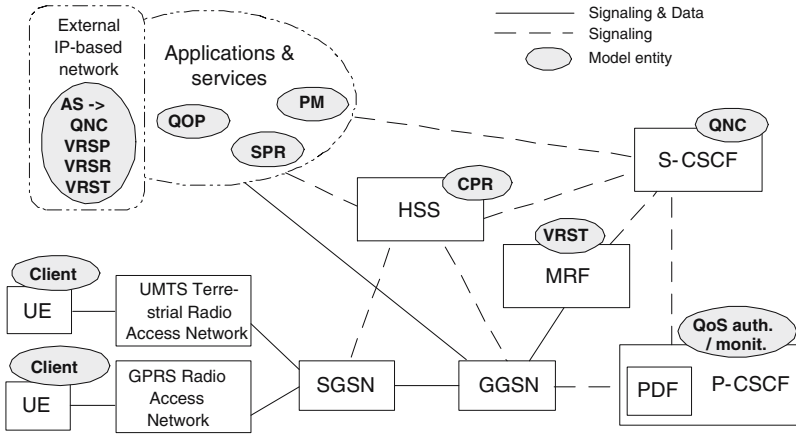 External
IP-based
network
AS ->
QNC
VRSP
VRSR
VRST
Applications &
services
QOP
PM
SPR
Signaling & Data
Signaling
Model entity
QNC
S-CSCF
CPR
HSS
VRST
MRF
Client
UE
UMTS Terre-
strial Radio
Access Network
Client
UE
GPRS Radio
Access
Network
SGSN
GGSN
QoS auth.
/ monit.
PDF
P-CSCF